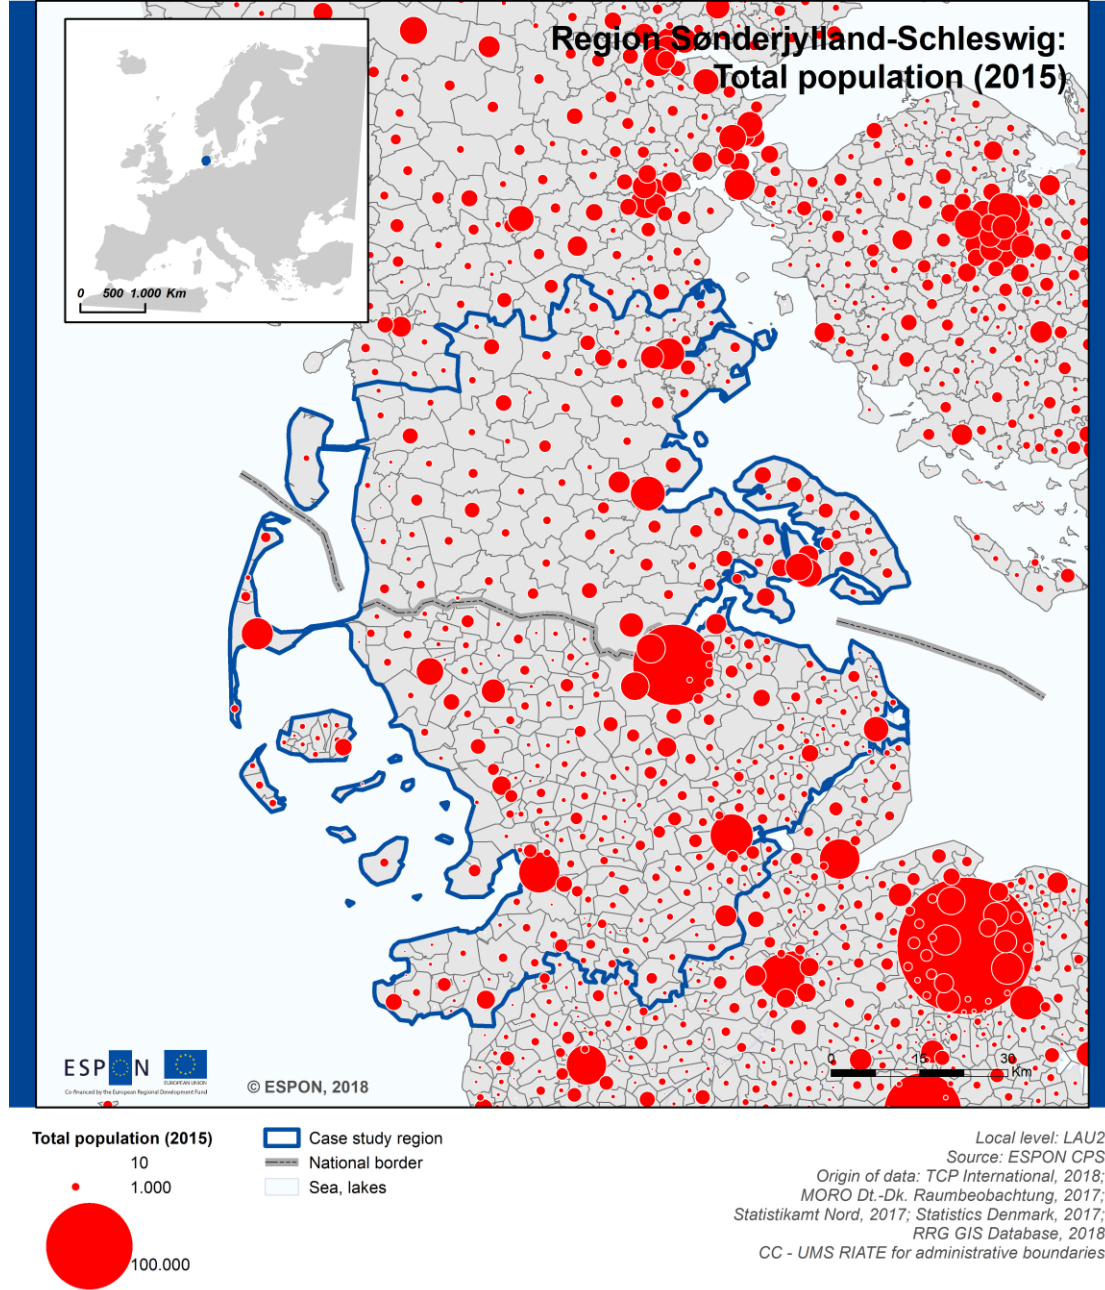 Region Sønderjylland-Schleswig:
Total population (2015)
0 500 1.000 Km
ESPON
EUROPEAN UNION
Co-financed by the European Regional Development Fund
© ESPON, 2018
0 15 30
Km
Total population (2015)
10
1.000
100.000
Case study region
National border
Sea, lakes
Local level: LAU2
Source: ESPON CPS
Origin of data: TCP International, 2018;
MORO Dt.-Dk. Raumbeobachtung, 2017;
Statistikamt Nord, 2017; Statistics Denmark, 2017;
RRG GIS Database, 2018
CC - UMS RIATE for administrative boundaries